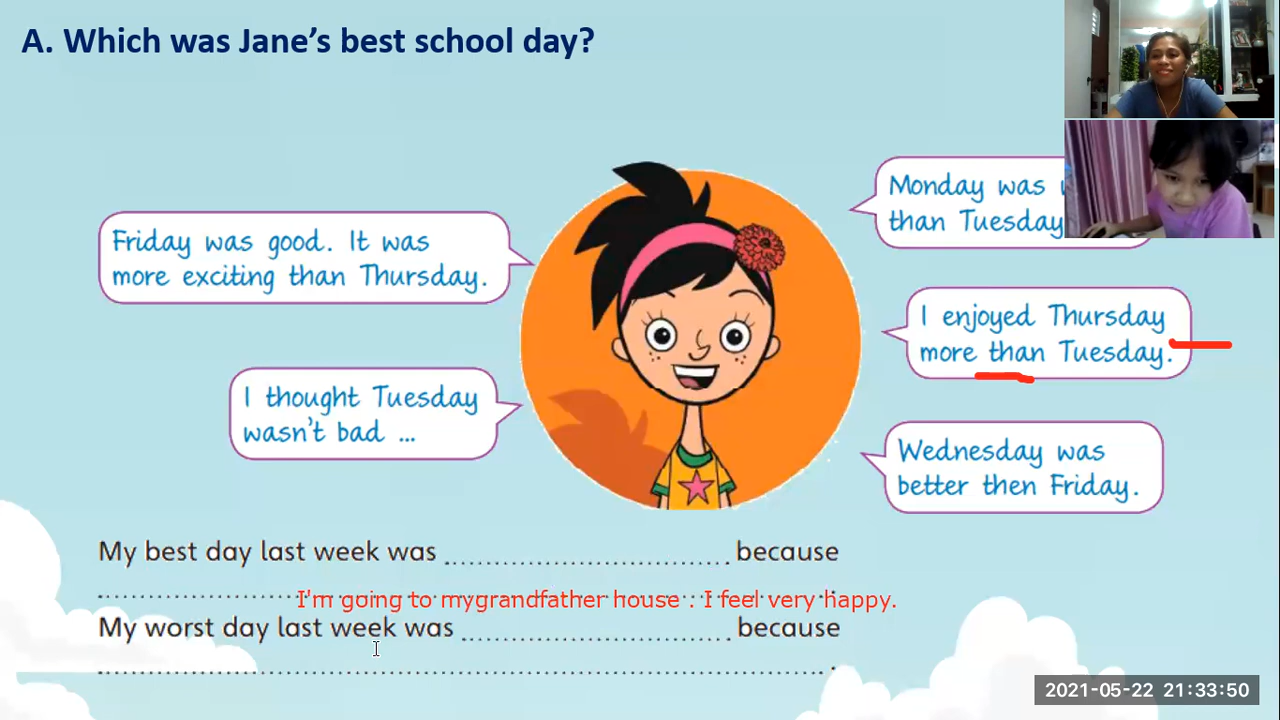 A. Which was Jane's best school day?
Monday was
than Tuesday
Friday was good. It was
more exciting than Thursday.
I enjoyed Thursday
more than Tuesday.
I thought Tuesday
wasn't bad ...
Wednesday was
better then Friday.
My best day last week was ................................ because
I'm going to mygrandfather house . I feel very happy.
My worst day last week was ................................ because
2021-05-22 21:33:50